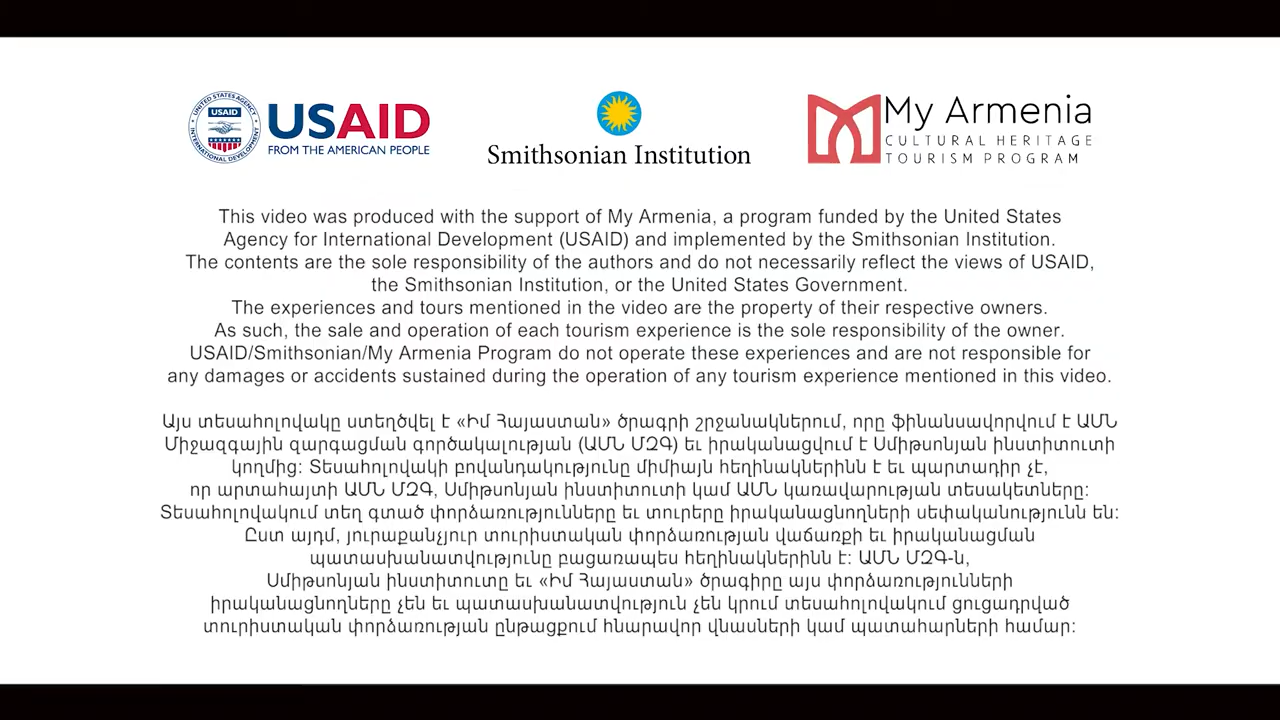 UNITED STATES AGENCY
USAID
INTERNATIONAL DEVELOPMENT
USAID
FROM THE AMERICAN PEOPLE
Smithsonian Institution
My Armenia
CULTURAL HERITAGE
TOURISM PROGRAM
This video was produced with the support of My Armenia, a program funded by the United States
Agency for International Development (USAID) and implemented by the Smithsonian Institution.
The contents are the sole responsibility of the authors and do not necessarily reflect the views of USAID,
the Smithsonian Institution, or the United States Government.
The experiences and tours mentioned in the video are the property of their respective owners.
As such, the sale and operation of each tourism experience is the sole responsibility of the owner.
USAID/Smithsonian/My Armenia Program do not operate these experiences and are not responsible for
any damages or accidents sustained during the operation of any tourism experience mentioned in this video.
Այս տեսահոլովակը ստեղծվել է «Իմ Հայաստան» ծրագրի շրջանակներում, որը ֆինանսավորվում է ԱՄՆ
Միջազգային զարգացման գործակալության (ԱՄՆ ՄԶԳ) եւ իրականացվում է Սմիթսոնյան ինստիտուտի
կողմից: Տեսահոլովակի բովանդակությունը միմիայն հեղինակներինն է եւ պարտադիր չէ,
որ արտահայտի ԱՄՆ ՄԶԳ, Սմիթսոնյան ինստիտուտի կամ ԱՄՆ կառավարության տեսակետները:
Տեսահոլովակում տեղ գտած փորձառությունները եւ տուրերը իրականացնողների սեփականությունն են:
Ըստ այդմ, յուրաքանչյուր տուրիստական փորձառության վաճառքի եւ իրականացման
պատասխանատվությունը բացառապես հեղինակներինն է: ԱՄՆ ՄԶԳ-ն,
Սմիթսոնյան ինստիտուտը եւ «Իմ Հայաստան» ծրագիրը այս փորձառությունների
իրականացնողները չեն եւ պատասխանատվություն չեն կրում տեսահոլովակում ցուցադրված
տուրիստական փորձառության ընթացքում հնարավոր վնասների կամ պատահարների համար: